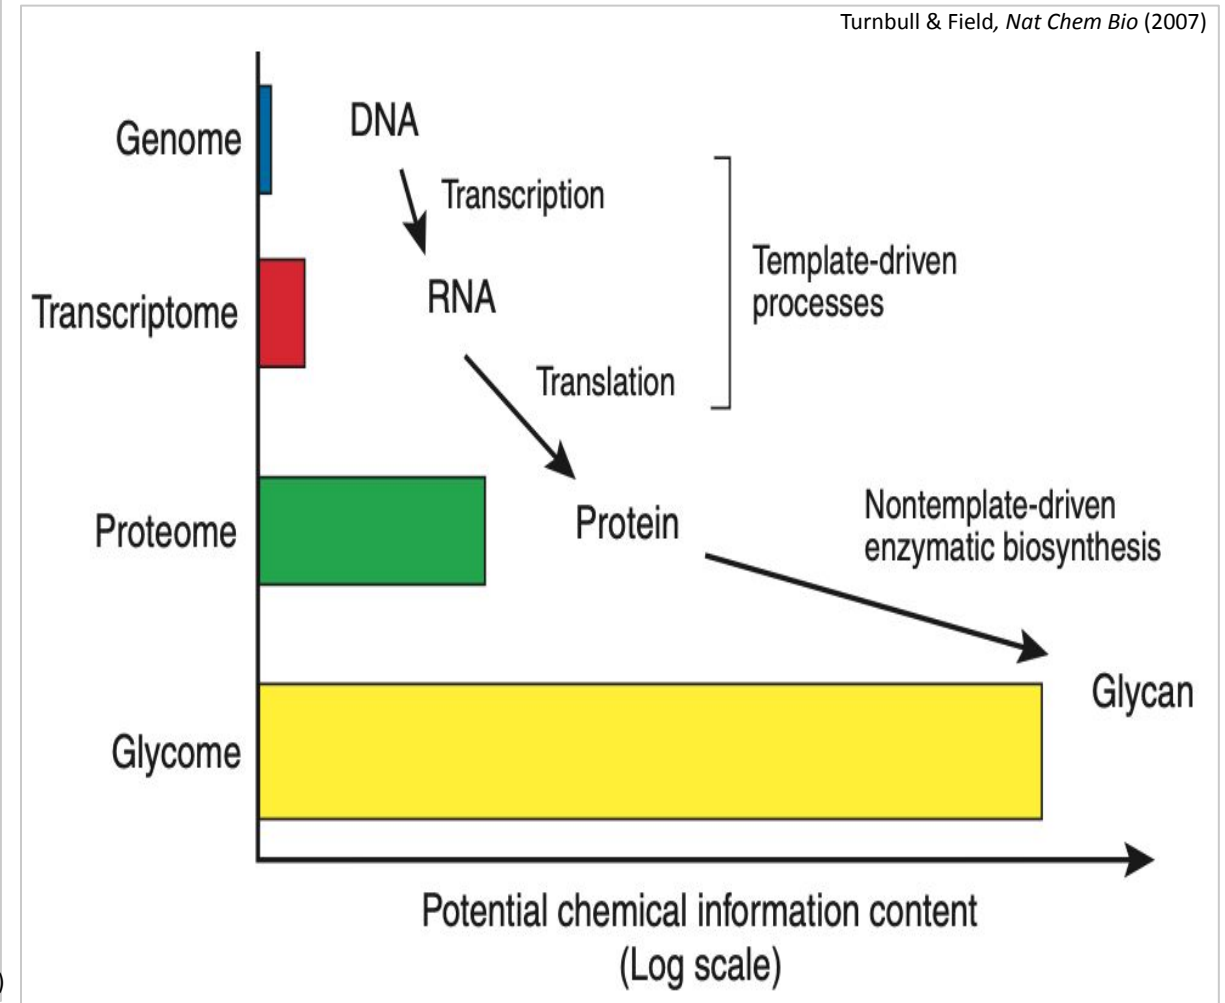 Turnbull & Field, Nat Chem Bio (2007)
Genome
DNA
Transcription
Transcriptome
RNA
Template-driven
processes
Translation
Proteome
Protein
Nontemplate-driven
enzymatic biosynthesis
Glycan
Glycome
Potential chemical information content
(Log scale)
)